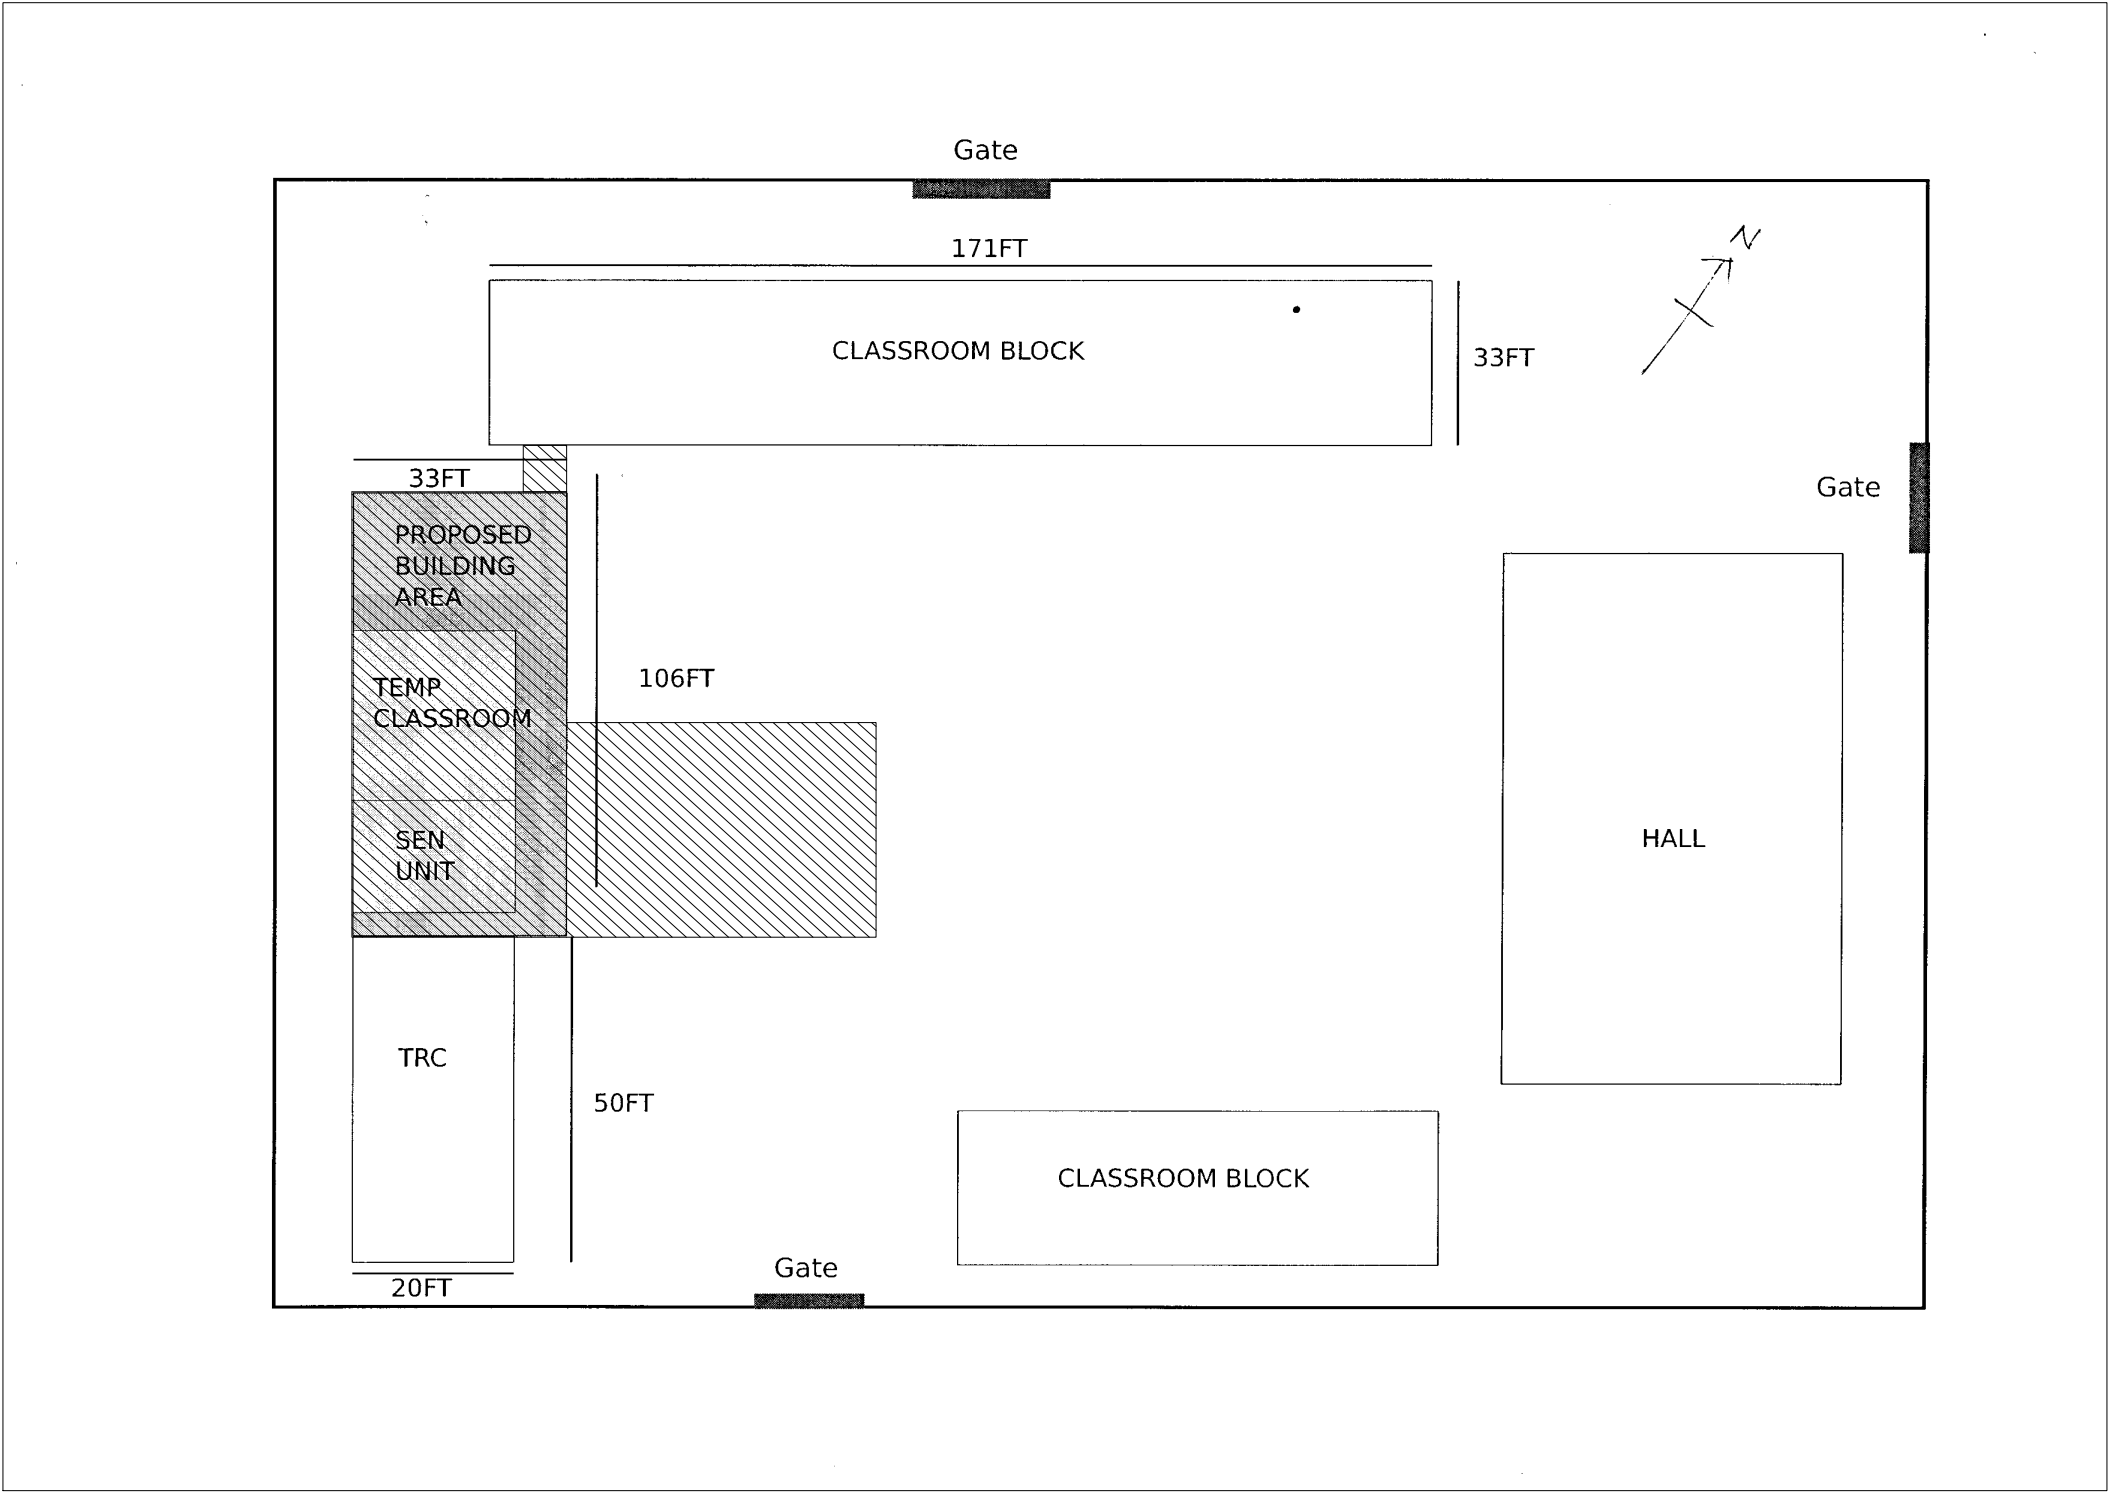 Gate
171FT
N
CLASSROOM BLOCK
33FT
33FT
Gate
PROPOSED
BUILDING
AREA
106FT
TEMP
CLASSROOM
SEN
UNIT
HALL
TRC
50FT
CLASSROOM BLOCK
Gate
20FT